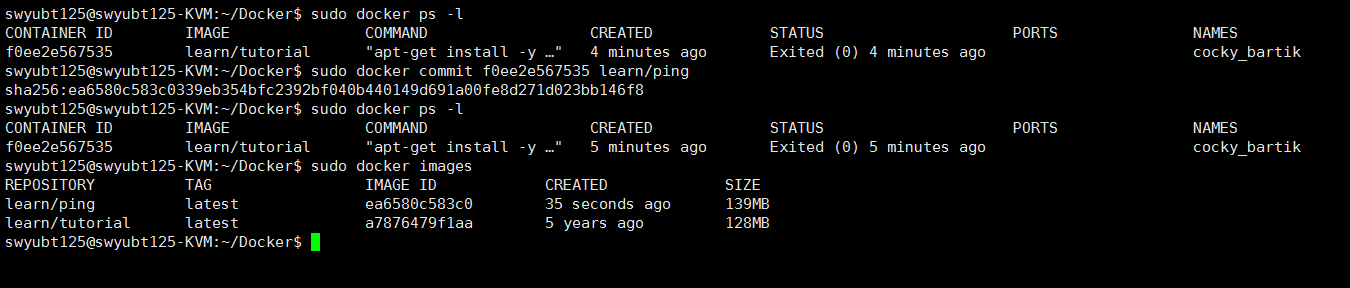 swyubt125@swyubt125-KVM:~/Docker$ sudo docker ps -l
CONTAINER ID        IMAGE               COMMAND                  CREATED             STATUS                     PORTS               NAMES
f0ee2e567535        learn/tutorial      "apt-get install -y …"   4 minutes ago       Exited (0) 4 minutes ago                       cocky_bartik
swyubt125@swyubt125-KVM:~/Docker$ sudo docker commit f0ee2e567535 learn/ping
sha256:ea6580c583c0339eb354bfc2392bf040b440149d691a00fe8d271d023bb146f8
swyubt125@swyubt125-KVM:~/Docker$ sudo docker ps -l
CONTAINER ID        IMAGE               COMMAND                  CREATED             STATUS                     PORTS               NAMES
f0ee2e567535        learn/tutorial      "apt-get install -y …"   5 minutes ago       Exited (0) 5 minutes ago                       cocky_bartik
swyubt125@swyubt125-KVM:~/Docker$ sudo docker images
REPOSITORY          TAG                 IMAGE ID            CREATED             SIZE
learn/ping          latest              ea6580c583c0        35 seconds ago      139MB
learn/tutorial      latest              a7876479f1aa        5 years ago         128MB
swyubt125@swyubt125-KVM:~/Docker$